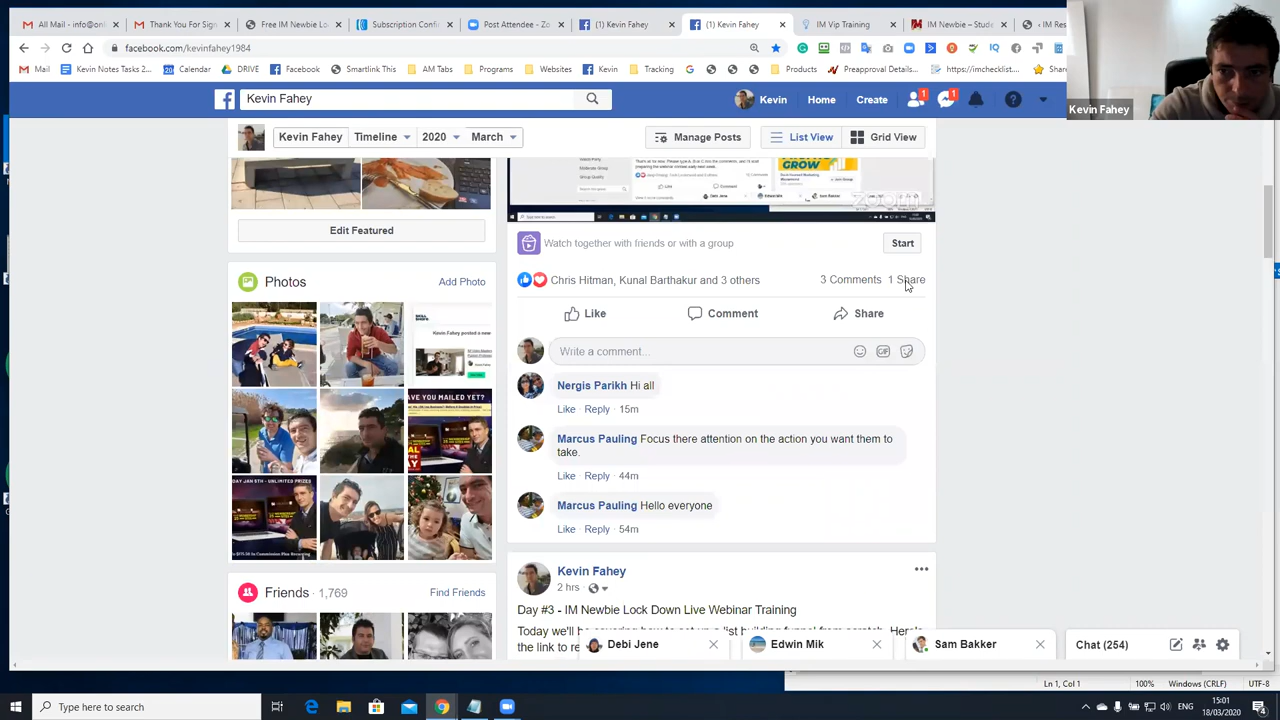 All Mail - info@onl
Thank You For Sign
Free IM Newbie Lo
Subscription Confi
Post Attendee - Zo
(1) Kevin Fahey
(1) Kevin Fahey
IM Vip Training
IM Newbie – Stude
facebook.com/kevinfahey1984
Mail
Kevin Notes Tasks 2...
Calendar
DRIVE
Facebook
Smartlink This
AM Tabs
Programs
Websites
Kevin
Tracking
Google
Products
Preapproval Details...
https://imchecklist....
Kevin Fahey
Kevin Fahey
Kevin
Home
Create
1
1
Kevin Fahey
Timeline
2020
March
Manage Posts
List View
Grid View
GROW
zoom
Edit Featured
Watch together with friends or with a group
Start
Photos
Add Photo
Chris Hitman, Kunal Barthakur and 3 others
3 Comments 1 Share
Like
Comment
Share
Write a comment...
GIF
Nergis Parikh Hi all
Like · Reply · 15m
Marcus Pauling Focus there attention on the action you want them to
take.
Like · Reply · 44m
Marcus Pauling Hello everyone
Like · Reply · 54m
Kevin Fahey
2 hrs ·
Day #3 - IM Newbie Lock Down Live Webinar Training
Friends · 1,769
Find Friends
Debi Jene
Edwin Mik
Sam Bakker
Chat (254)
Ln 1, Col 1
100%
Windows (CRLF)
UTF-8
Type here to search
ENG
15:01
18/03/2020
4